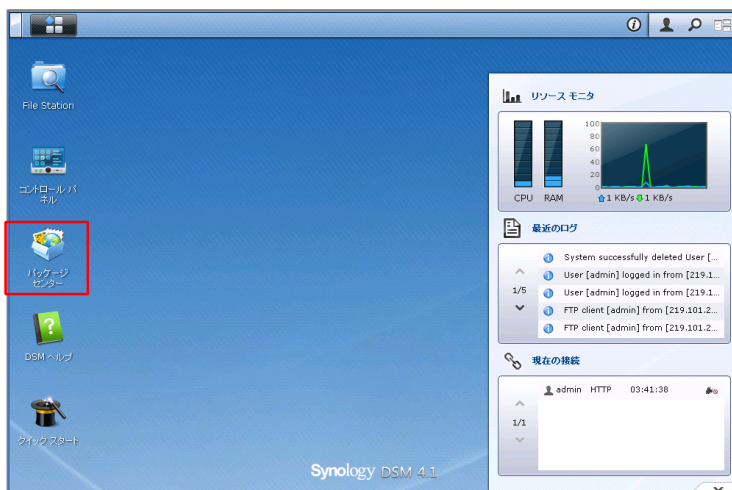 File Station
コントロール パ
ネル
パッケージ
センター
DSM ヘルプ
クイック スタート
Synology DSM 4.1
リソース モニタ
100
80
60
40
20
0
CPU RAM 1 KB/s 1 KB/s
最近のログ
System successfully deleted User [...
User [admin] logged in from [219.1...
1/5
User [admin] logged in from [219.1...
FTP client [admin] from [219.101.2...
FTP client [admin] from [219.101.2...
現在の接続
admin HTTP 03:41:38
1/1